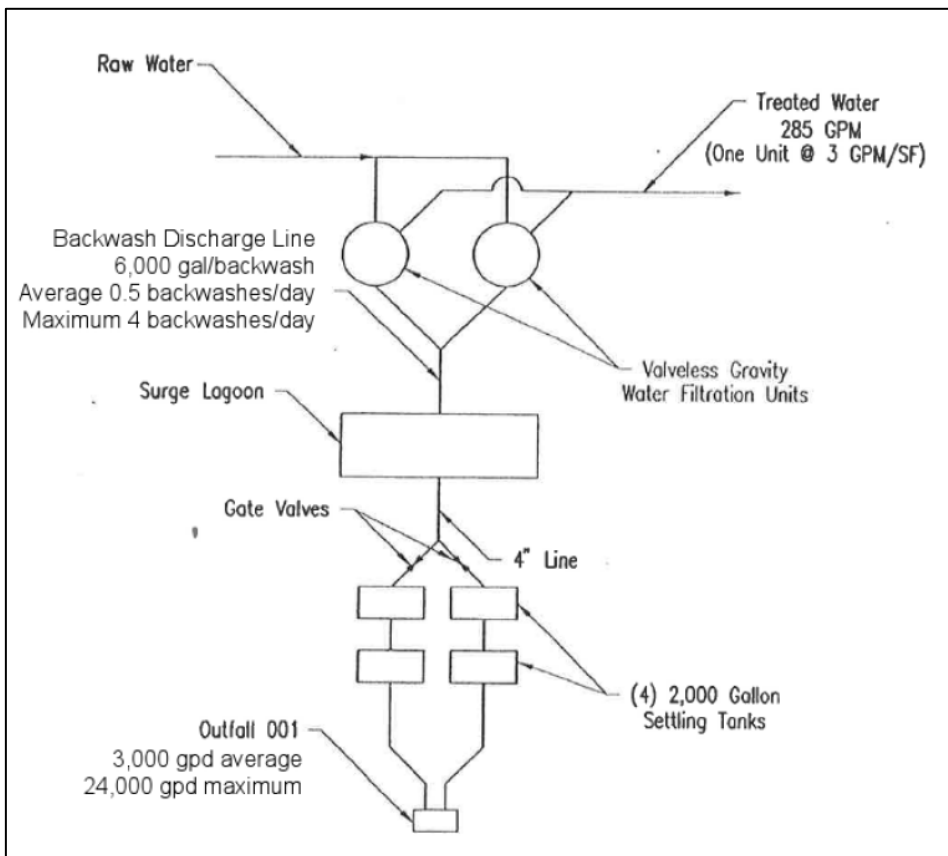 Raw Water
Treated Water
285 GPM
(One Unit @ 3 GPM/SF)
Backwash Discharge Line
6,000 gal/backwash
Average 0.5 backwashes/day
Maximum 4 backwashes/day
Valveless Gravity
Water Filtration Units
Surge Lagoon
Gate Valves
4" Line
(4) 2,000 Gallon
Settling Tanks
Outfall 001
3,000 gpd average
24,000 gpd maximum